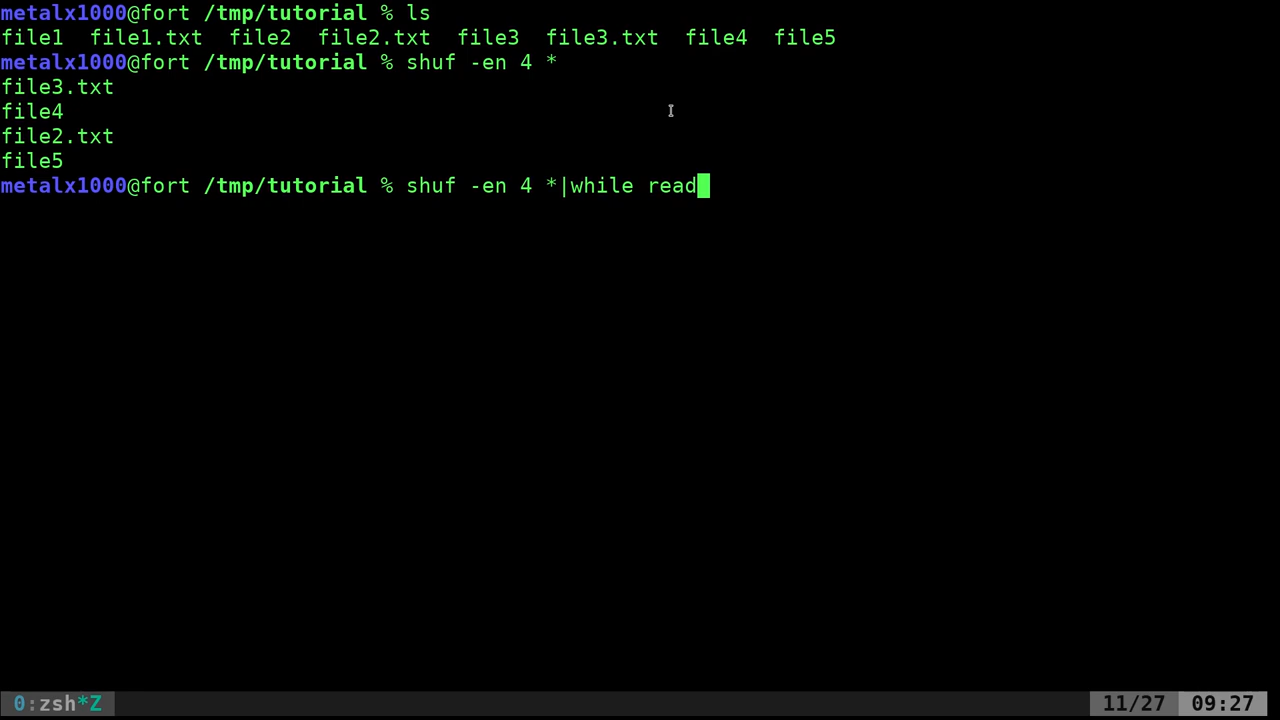 metalx1000@fort /tmp/tutorial % ls
file1  file1.txt  file2  file2.txt  file3  file3.txt  file4  file5
metalx1000@fort /tmp/tutorial % shuf -en 4 *
file3.txt
file4
file2.txt
file5
metalx1000@fort /tmp/tutorial % shuf -en 4 *|while read
0:zsh*Z 11/27 09:27